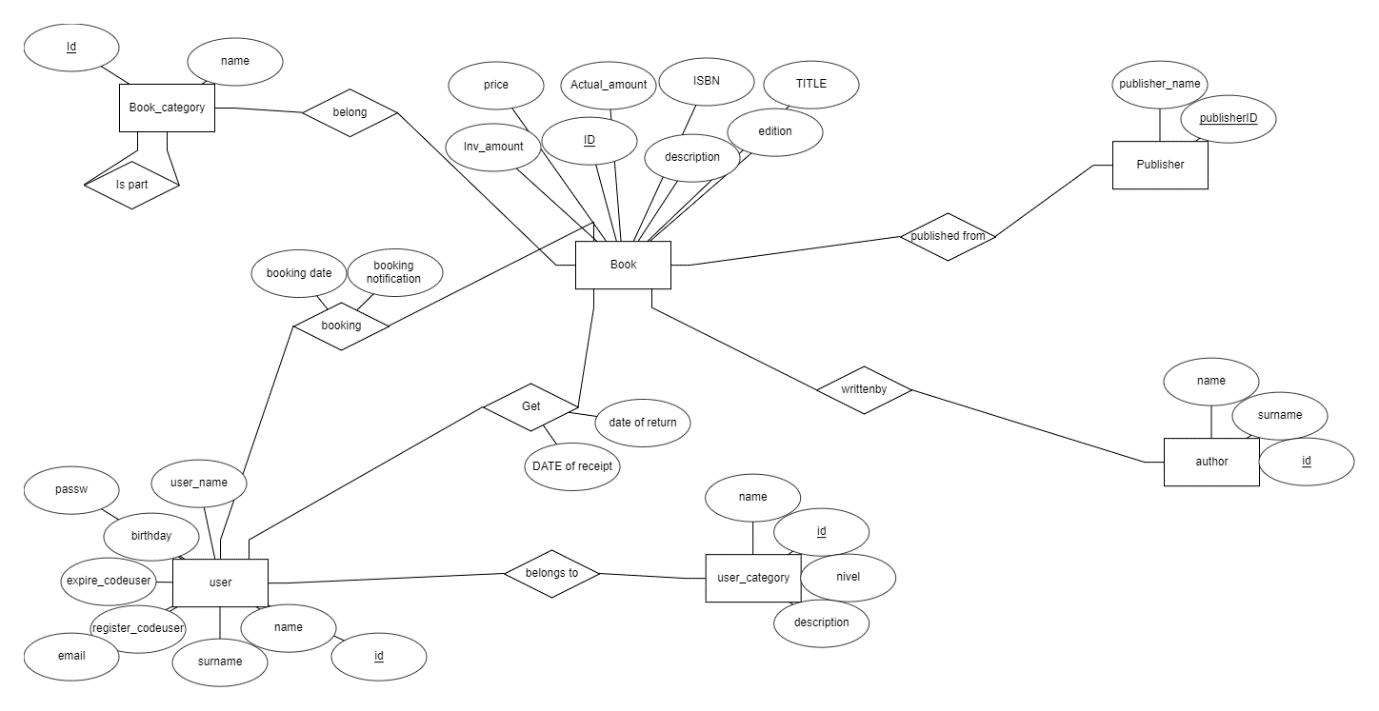 Id
name
Book_category
belong
Is part
price
Actual_amount
ISBN
TITLE
Inv_amount
ID
description
edition
Book
publisher_name
publisherID
Publisher
published from
booking date
booking
notification
booking
Get
date of return
DATE of receipt
writtenby
name
surname
author
id
passw
user_name
birthday
expire_codeuser
user
register_codeuser
name
email
surname
id
belongs to
name
id
user_category
nivel
description